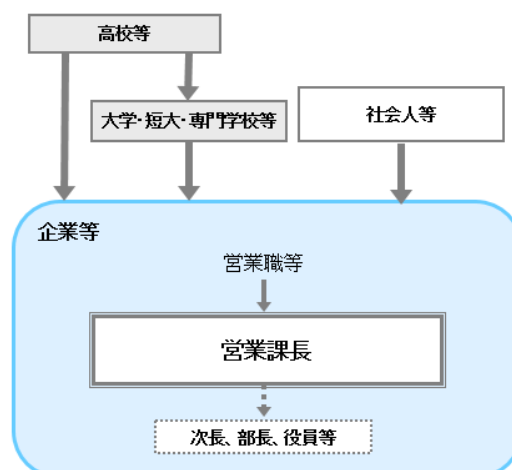 高校等
大学・短大・専門学校等
社会人等
企業等
営業職等
営業課長
次長、部長、役員等